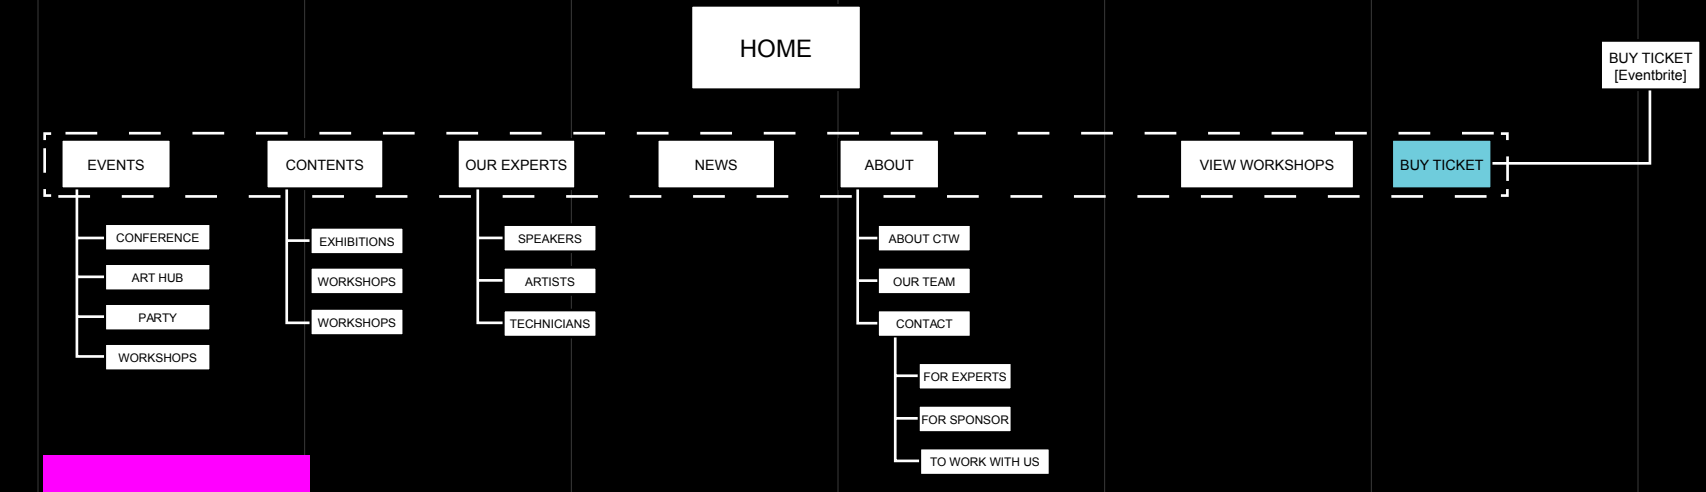 HOME
BUY TICKET
[Eventbrite]
EVENTS
CONTENTS
OUR EXPERTS
NEWS
ABOUT
VIEW WORKSHOPS
BUY TICKET
CONFERENCE
ART HUB
PARTY
WORKSHOPS
EXHIBITIONS
WORKSHOPS
WORKSHOPS
SPEAKERS
ARTISTS
TECHNICIANS
ABOUT CTW
OUR TEAM
CONTACT
FOR EXPERTS
FOR SPONSOR
TO WORK WITH US